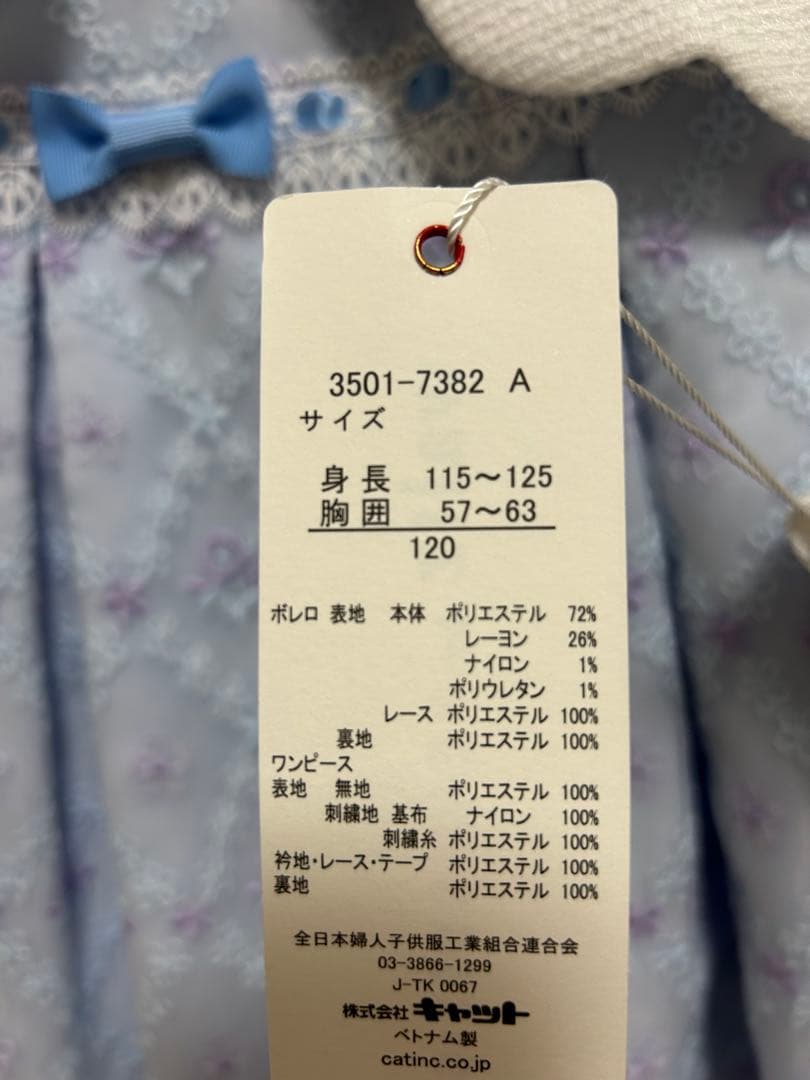 3501-7382 A
サイズ
身長 115～125
胸囲 57～63
120
ボレロ 表地 本体 ポリエステル 72%
レーヨン 26%
ナイロン 1%
ポリウレタン 1%
レース ポリエステル 100%
裏地 ポリエステル 100%
ワンピース
表地 無地 ポリエステル 100%
刺繍地 基布 ナイロン 100%
刺繍糸 ポリエステル 100%
衿地・レース・テープ ポリエステル 100%
裏地 ポリエステル 100%
全日本婦人子供服工業組合連合会
03-3866-1299
J-TK 0067
株式会社 キャット
ベトナム製
catinc.co.jp